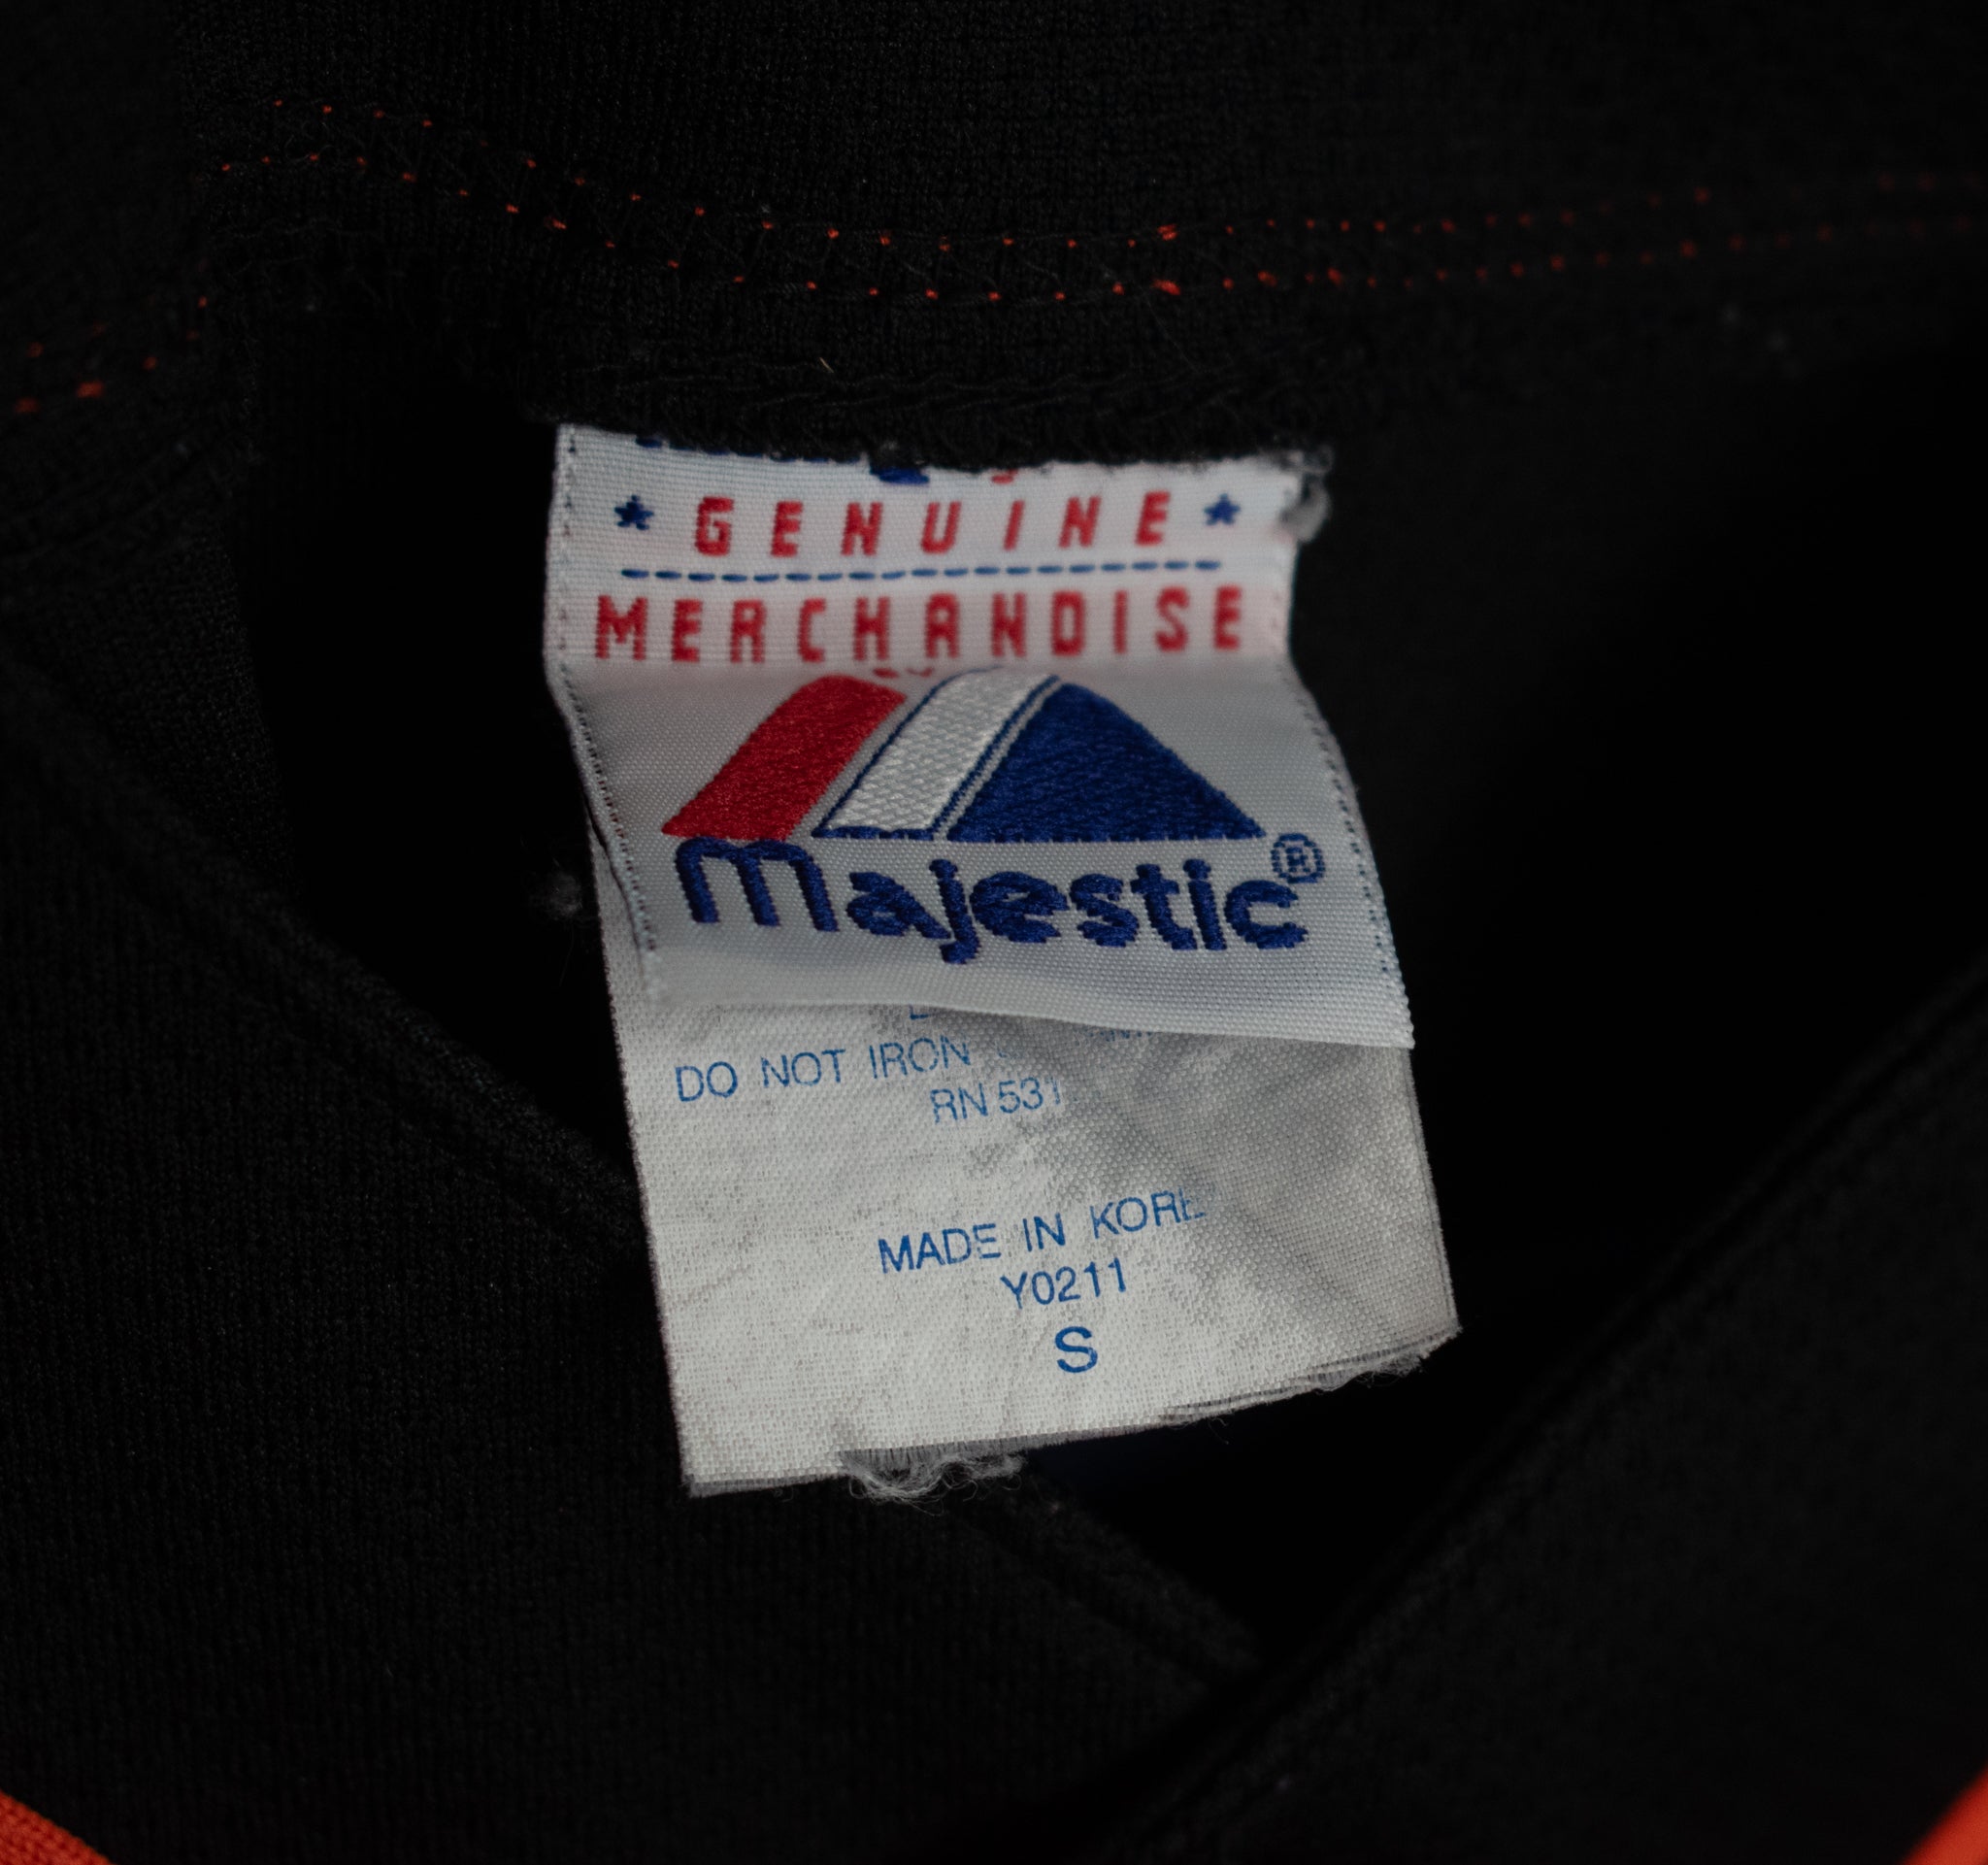 GENUINE
MERCHANDISE
Majestic®
DO NOT IRON
RN 531
MADE IN KORE
Y0211
S